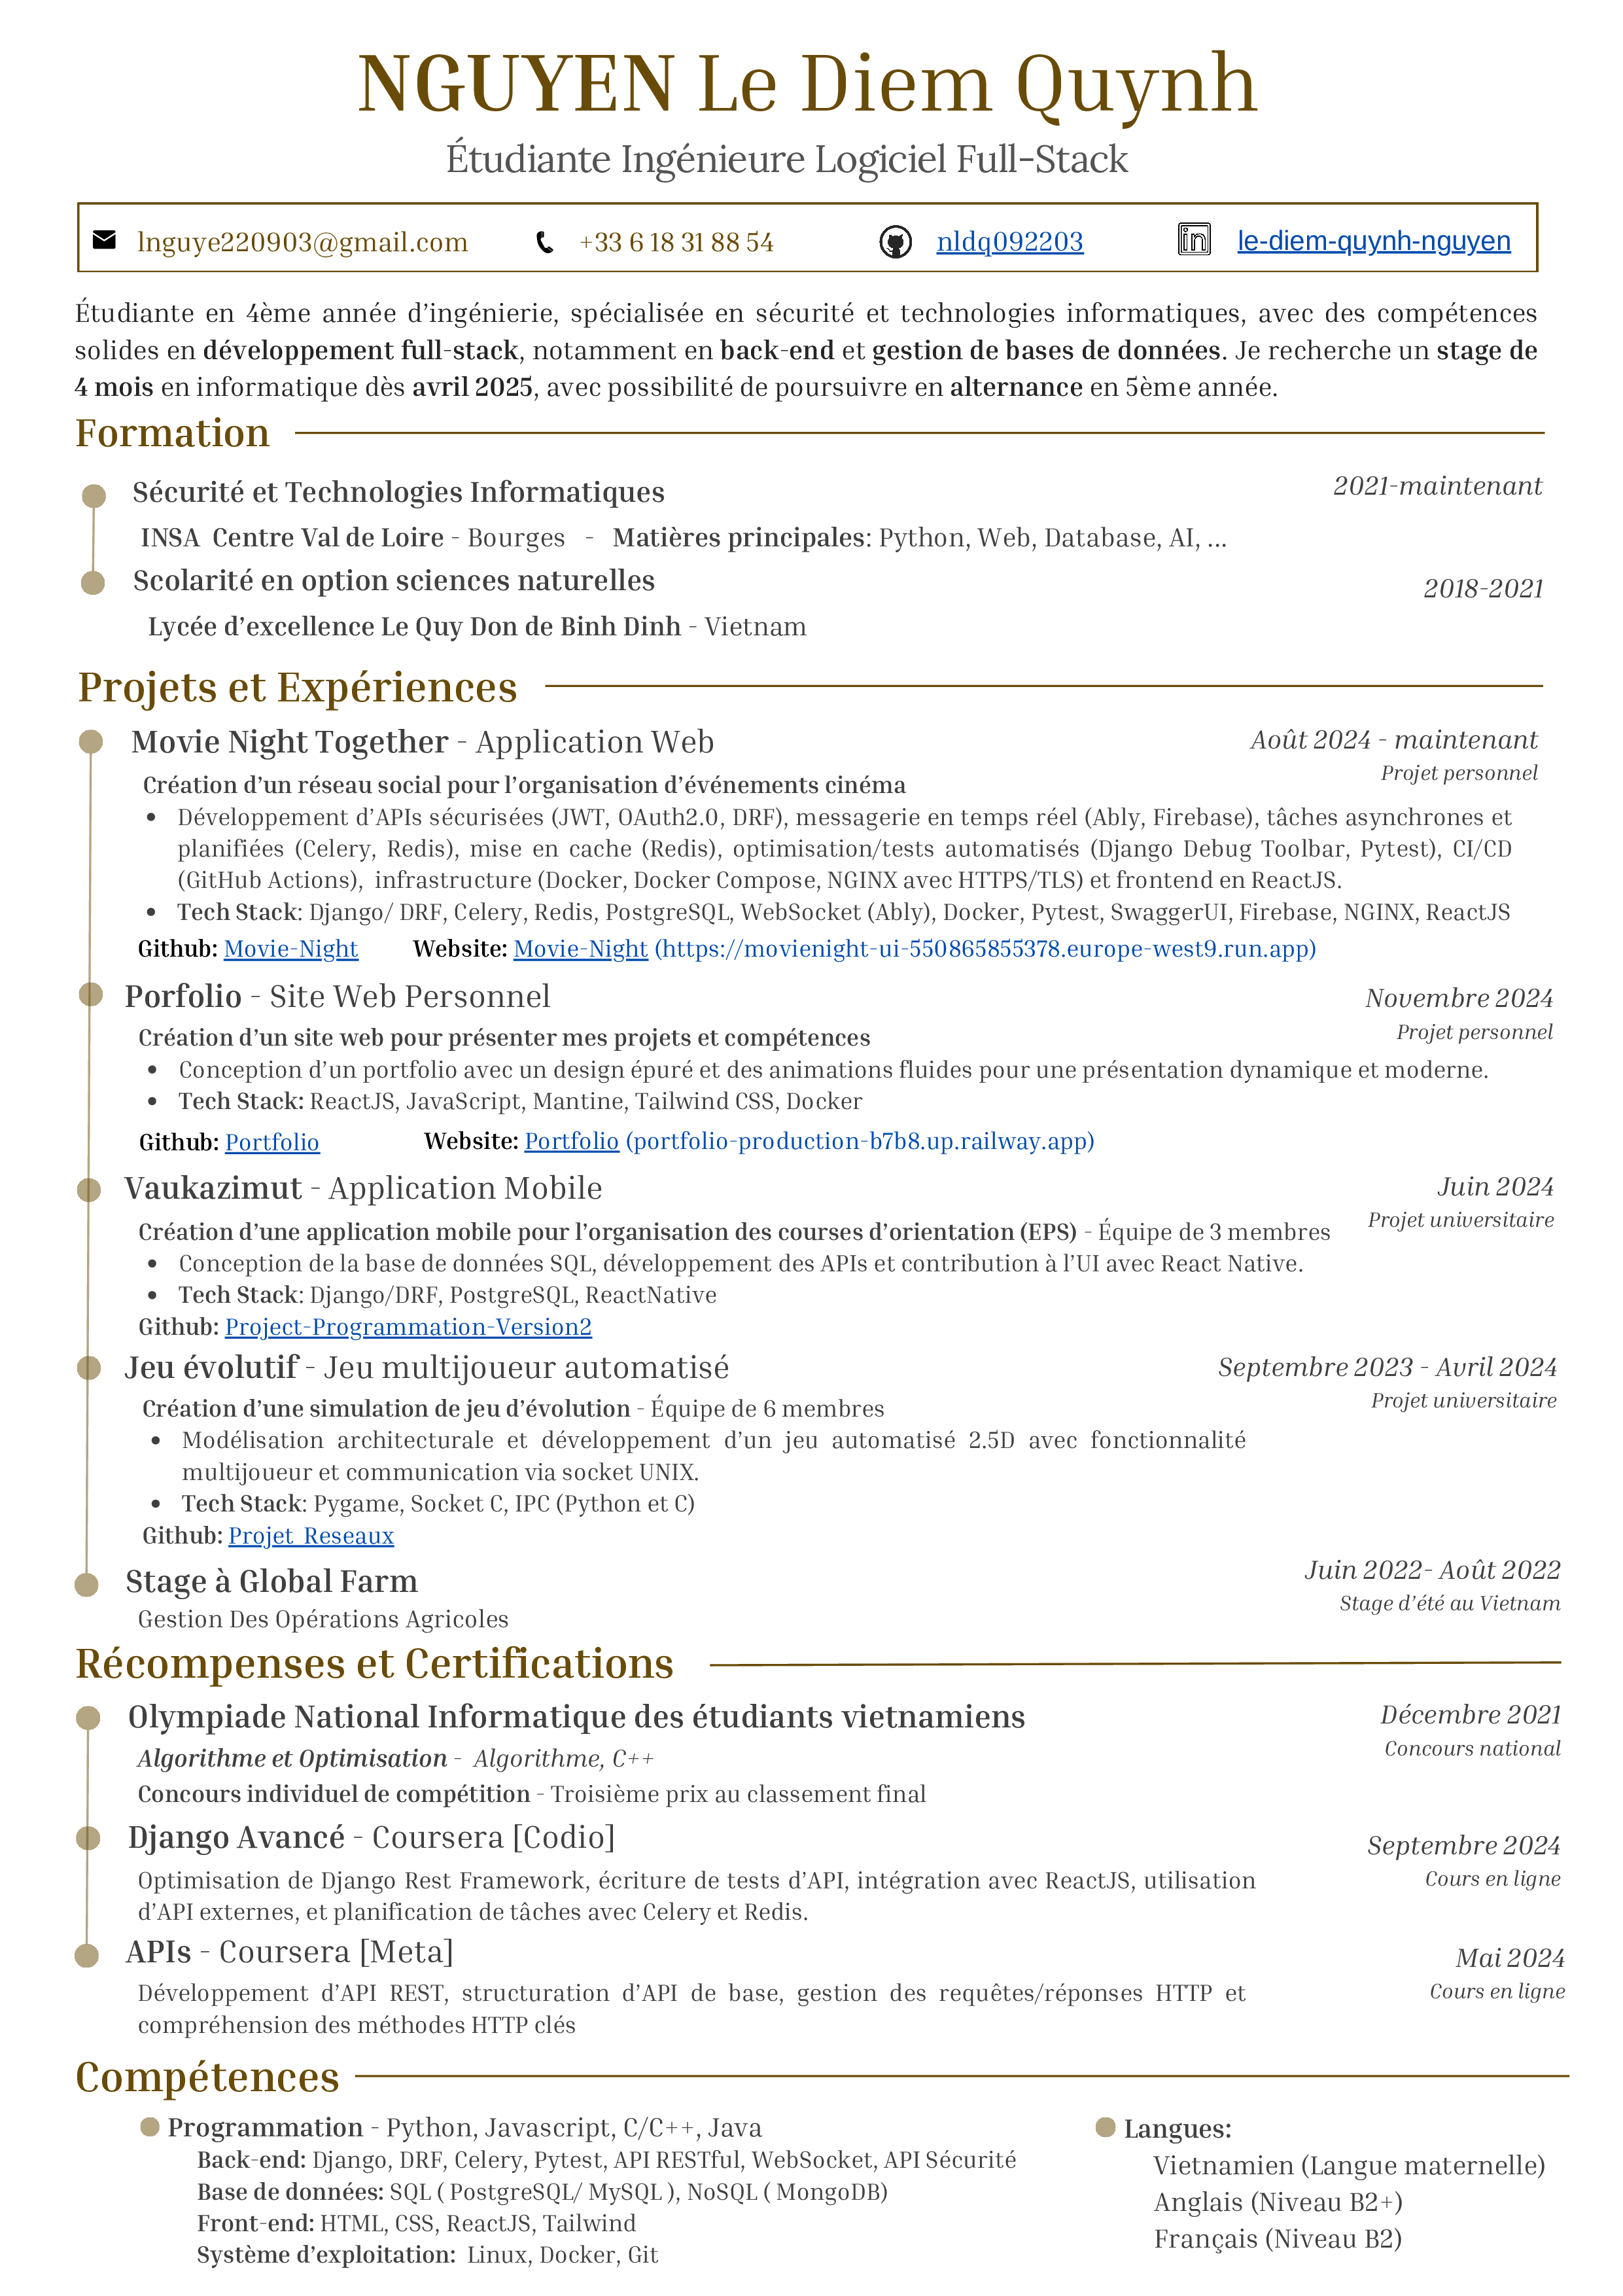 NGUYEN Le Diem Quynh
Étudiante Ingénieure Logiciel Full-Stack
lnguye220903@gmail.com +33 6 18 31 88 54 nldq092203 le-diem-quynh-nguyen
Étudiante en 4ème année d’ingénierie, spécialisée en sécurité et technologies informatiques, avec des compétences
solides en développement full-stack, notamment en back-end et gestion de bases de données. Je recherche un stage de
4 mois en informatique dès avril 2025, avec possibilité de poursuivre en alternance en 5ème année.
Formation
Sécurité et Technologies Informatiques 2021-maintenant
INSA Centre Val de Loire - Bourges - Matières principales: Python, Web, Database, AI, ...
Scolarité en option sciences naturelles 2018-2021
Lycée d’excellence Le Quy Don de Binh Dinh - Vietnam
Projets et Expériences
Movie Night Together - Application Web Août 2024 - maintenant
Projet personnel
Création d’un réseau social pour l’organisation d’événements cinéma
• Développement d’APIs sécurisées (JWT, OAuth2.0, DRF), messagerie en temps réel (Ably, Firebase), tâches asynchrones et
planifiées (Celery, Redis), mise en cache (Redis), optimisation/tests automatisés (Django Debug Toolbar, Pytest), CI/CD
(GitHub Actions), infrastructure (Docker, Docker Compose, NGINX avec HTTPS/TLS) et frontend en ReactJS.
• Tech Stack: Django/ DRF, Celery, Redis, PostgreSQL, WebSocket (Ably), Docker, Pytest, SwaggerUI, Firebase, NGINX, ReactJS
Github: Movie-Night Website: Movie-Night (https://movienight-ui-550865855378.europe-west9.run.app)
Porfolio - Site Web Personnel Novembre 2024
Projet personnel
Création d’un site web pour présenter mes projets et compétences
• Conception d’un portfolio avec un design épuré et des animations fluides pour une présentation dynamique et moderne.
• Tech Stack: ReactJS, JavaScript, Mantine, Tailwind CSS, Docker
Github: Portfolio Website: Portfolio (portfolio-production-b7b8.up.railway.app)
Vaukazimut - Application Mobile Juin 2024
Projet universitaire
Création d’une application mobile pour l’organisation des courses d’orientation (EPS) - Équipe de 3 membres
• Conception de la base de données SQL, développement des APIs et contribution à l’UI avec React Native.
• Tech Stack: Django/DRF, PostgreSQL, ReactNative
Github: Project-Programmation-Version2
Jeu évolutif - Jeu multijoueur automatisé Septembre 2023 - Avril 2024
Projet universitaire
Création d’une simulation de jeu d’évolution - Équipe de 6 membres
• Modélisation architecturale et développement d’un jeu automatisé 2.5D avec fonctionnalité
multijoueur et communication via socket UNIX.
• Tech Stack: Pygame, Socket C, IPC (Python et C)
Github: Projet_Reseaux
Stage à Global Farm Juin 2022- Août 2022
Stage d’été au Vietnam
Gestion Des Opérations Agricoles
Récompenses et Certifications
Olympiade National Informatique des étudiants vietnamiens Décembre 2021
Concours national
Algorithme et Optimisation - Algorithme, C++
Concours individuel de compétition - Troisième prix au classement final
Django Avancé - Coursera [Codio] Septembre 2024
Cours en ligne
Optimisation de Django Rest Framework, écriture de tests d’API, intégration avec ReactJS, utilisation
d’API externes, et planification de tâches avec Celery et Redis.
APIs - Coursera [Meta] Mai 2024
Cours en ligne
Développement d’API REST, structuration d’API de base, gestion des requêtes/réponses HTTP et
compréhension des méthodes HTTP clés
Compétences
Programmation - Python, Javascript, C/C++, Java
Back-end: Django, DRF, Celery, Pytest, API RESTful, WebSocket, API Sécurité
Base de données: SQL ( PostgreSQL/ MySQL ), NoSQL ( MongoDB)
Front-end: HTML, CSS, ReactJS, Tailwind
Système d’exploitation: Linux, Docker, Git
Langues:
Vietnamien (Langue maternelle)
Anglais (Niveau B2+)
Français (Niveau B2)